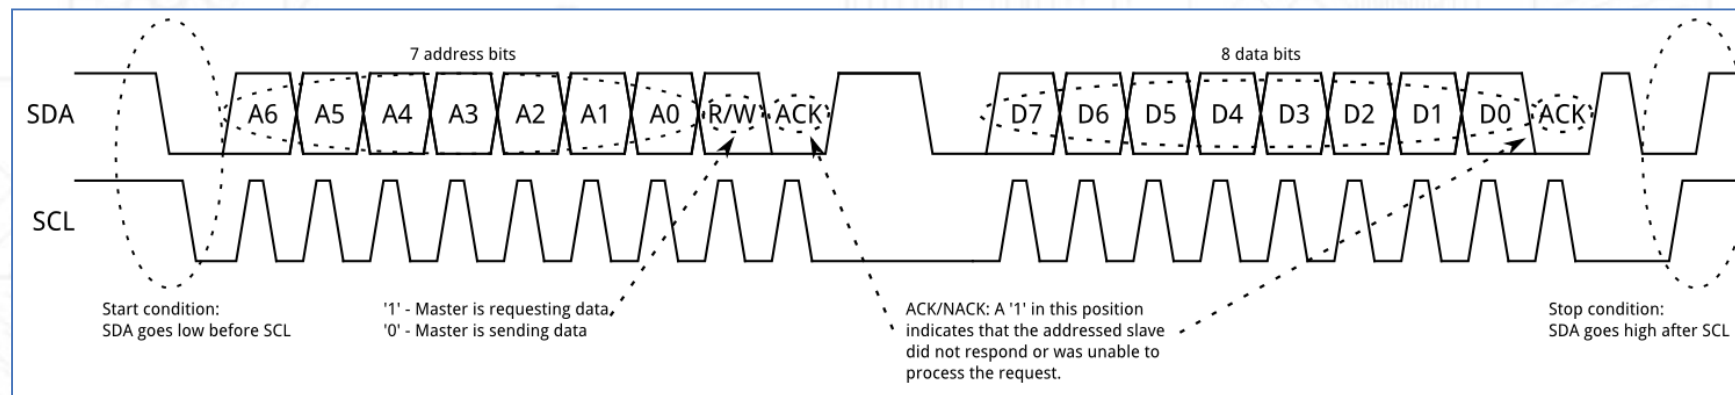 7 address bits
8 data bits
SDA A6 A5 A4 A3 A2 A1 A0 R/W ACK D7 D6 D5 D4 D3 D2 D1 D0 ACK
SCL
Start condition:
SDA goes low before SCL
'1' - Master is requesting data
'0' - Master is sending data
ACK/NACK: A '1' in this position
indicates that the addressed slave
did not respond or was unable to
process the request.
Stop condition:
SDA goes high after SCL